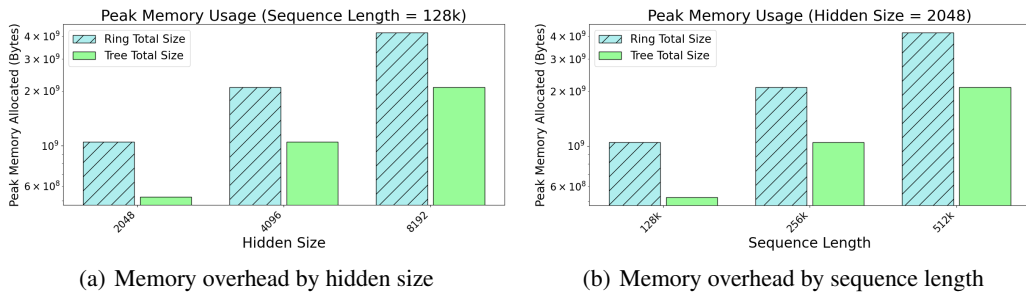 Peak Memory Usage (Sequence Length = 128k)
Peak Memory Allocated (Bytes)
4 × 10⁹
3 × 10⁹
2 × 10⁹
10⁹
6 × 10⁸
Ring Total Size
Tree Total Size
2048
4096
8192
Hidden Size
(a) Memory overhead by hidden size
Peak Memory Usage (Hidden Size = 2048)
Peak Memory Allocated (Bytes)
4 × 10⁹
3 × 10⁹
2 × 10⁹
10⁹
6 × 10⁸
Ring Total Size
Tree Total Size
128k
256k
512k
Sequence Length
(b) Memory overhead by sequence length